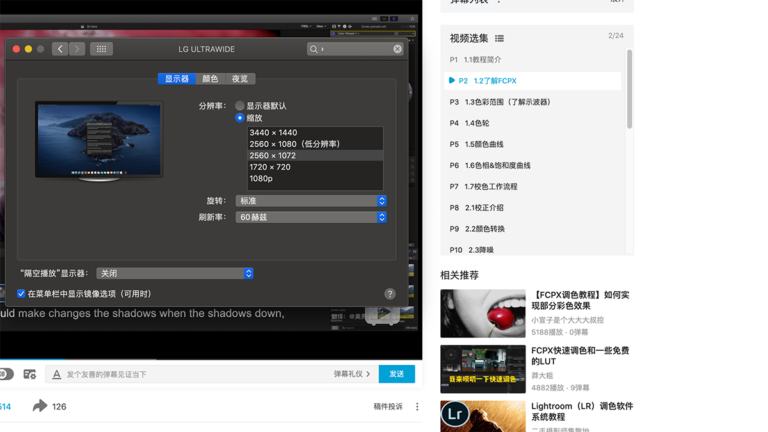 LG ULTRAWIDE
显示器
颜色
夜览
分辨率:
显示器默认
缩放
3440 × 1440
2560 × 1080(低分辨率)
2560 × 1072
1720 × 720
1080p
旋转:
标准
刷新率:
60 赫兹
“隔空播放”显示器:
关闭
在菜单栏中显示镜像选项(可用时)
?
uld make changes the shadows when the shadows down,
发个友善的弹幕见证当下
弹幕礼仪
发送
514
126
稿件投诉
视频选集
2/24
P1 1.1教程简介
P2 1.2了解FCPX
P3 1.3色彩范围(了解示波器)
P4 1.4色轮
P5 1.5颜色曲线
P6 1.6色相&饱和度曲线
P7 1.7校色工作流程
P8 2.1校正介绍
P9 2.2颜色转换
P10 2.3降噪
相关推荐
【FCPX调色教程】如何实
现部分彩色效果
小宣子是个大大大叔控
5188播放 · 0弹幕
我来唠叨一下快速调色
FCPX快速调色和一些免费
的LUT
莽大粗
4882播放 · 9弹幕
Lr
Lightroom(LR)调色软件
系统教程